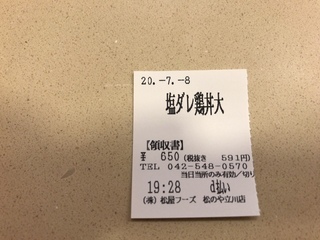 20.-7.-8
塩ダレ鶏丼大
【領収書】
¥ 650 (税抜き 591円)
TEL 042-548-0570
当日当所のみ有効/切り
19:28 d払い
(株) 松屋フーズ 松のや立川店